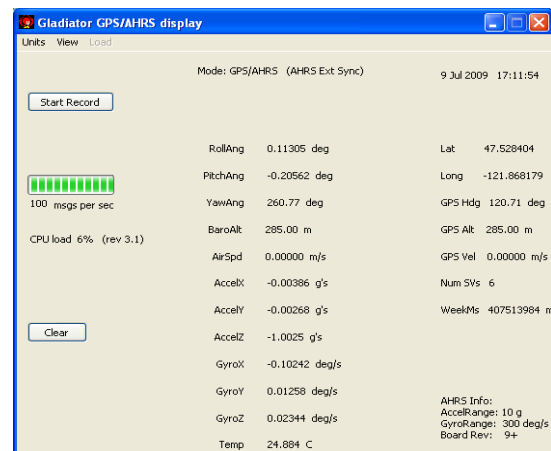 Gladiator GPS/AHRS display
Units View Load
Mode: GPS/AHRS (AHRS Ext Sync)
9 Jul 2009 17:11:54
Start Record
RollAng 0.11305 deg
Lat 47.528404
PitchAng -0.20562 deg
Long -121.868179
100 msgs per sec
YawAng 260.77 deg
GPS Hdg 120.71 deg
CPU load 6% (rev 3.1)
BaroAlt 285.00 m
GPS Alt 285.00 m
AirSpd 0.00000 m/s
GPS Vel 0.00000 m/s
AccelX -0.00386 g's
Num SVs 6
AccelY -0.00268 g's
WeekMs 407513984
Clear
AccelZ -1.0025 g's
GyroX -0.10242 deg/s
GyroY 0.01258 deg/s
AHRS Info:
AccelRange: 10 g
GyroZ 0.02344 deg/s
GyroRange: 300 deg/s
Board Rev: 9+
Temp 24.884 C